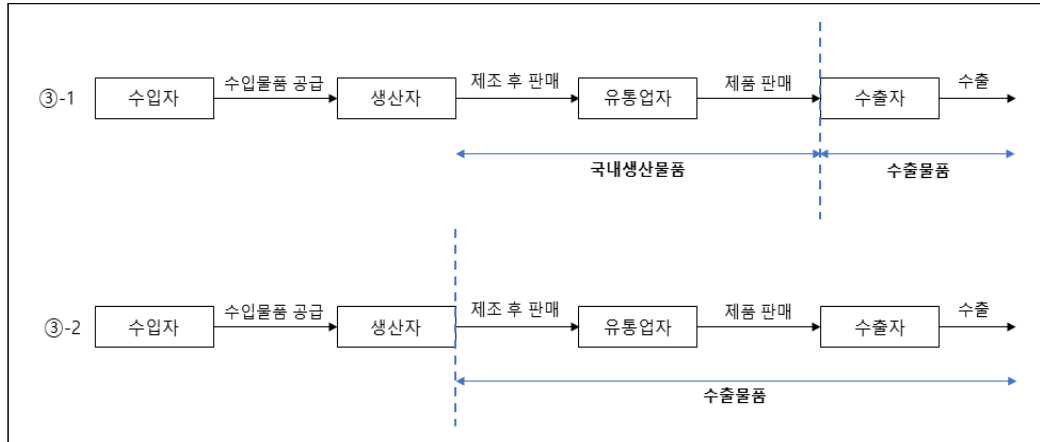 수입물품 공급 제조 후 판매 제품 판매 수출
③-1 수입자 생산자 유통업자 수출자
국내생산물품 수출물품
수입물품 공급 제조 후 판매 제품 판매 수출
③-2 수입자 생산자 유통업자 수출자
수출물품